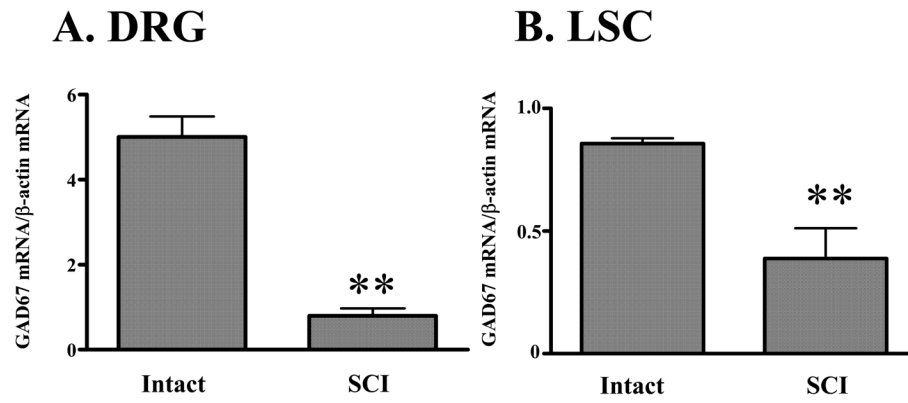 A. DRG
GAD67 mRNA/β-actin mRNA
6
4
2
0
**
Intact
SCI
B. LSC
GAD67 mRNA/β-actin mRNA
1.0
0.5
0
**
Intact
SCI